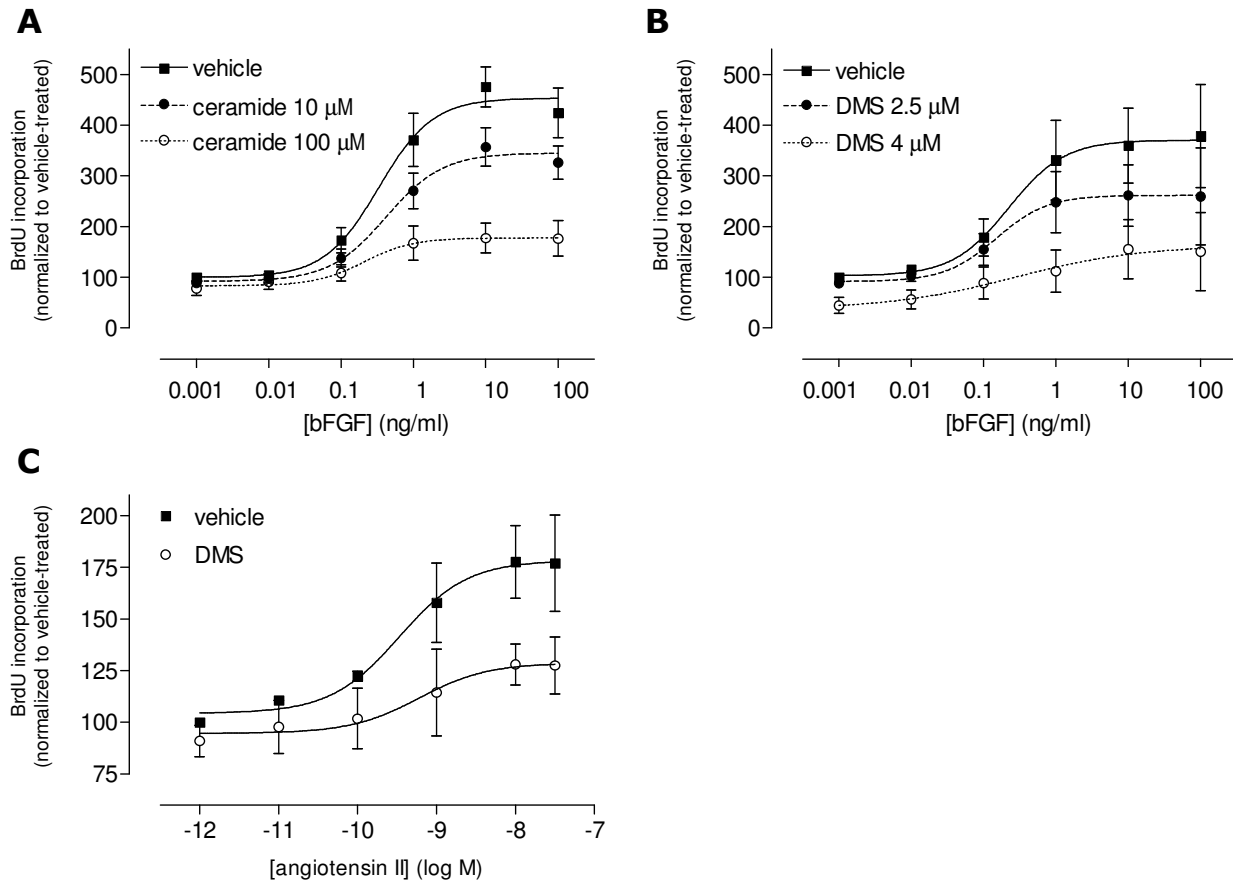 A
BrdU incorporation
(normalized to vehicle-treated)
500
400
300
200
100
0
vehicle
ceramide 10 μM
ceramide 100 μM
0.001 0.01 0.1 1 10 100
[bFGF] (ng/ml)
B
BrdU incorporation
(normalized to vehicle-treated)
500
400
300
200
100
0
vehicle
DMS 2.5 μM
DMS 4 μM
0.001 0.01 0.1 1 10 100
[bFGF] (ng/ml)
C
BrdU incorporation
(normalized to vehicle-treated)
200
175
150
125
100
75
vehicle
DMS
-12 -11 -10 -9 -8 -7
[angiotensin II] (log M)